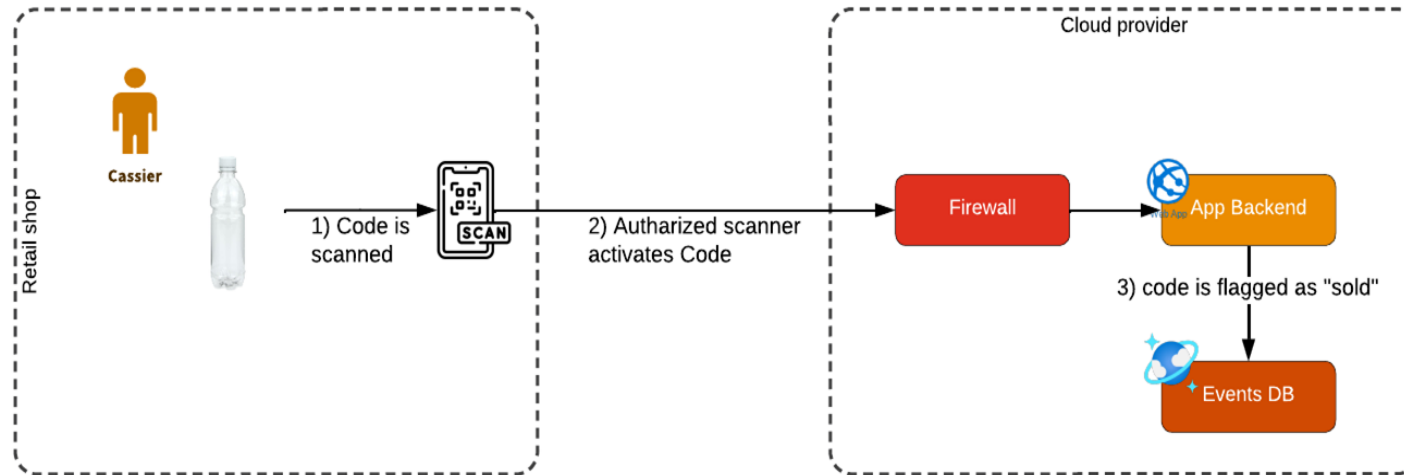 Cloud provider
Retail shop
Cassier
1) Code is
scanned
SCAN
2) Autharized scanner
activates Code
Firewall
Web App
App Backend
3) code is flagged as "sold"
Events DB